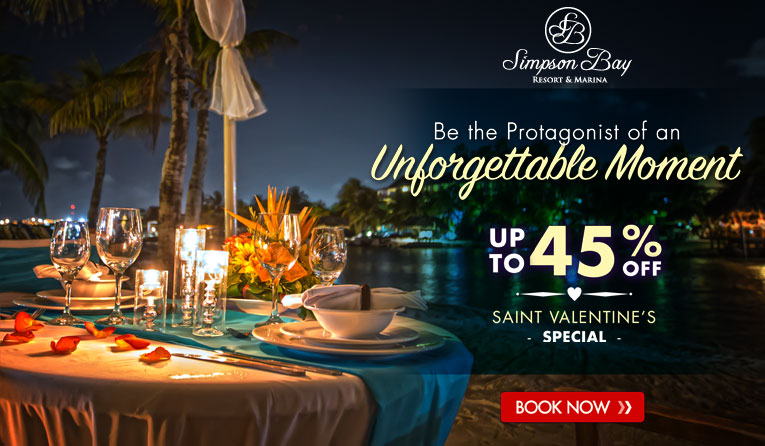 SB
Simpson Bay
RESORT & MARINA
Be the Protagonist of an
Unforgettable Moment
UP TO 45% OFF
SAINT VALENTINE'S
- SPECIAL -
BOOK NOW »